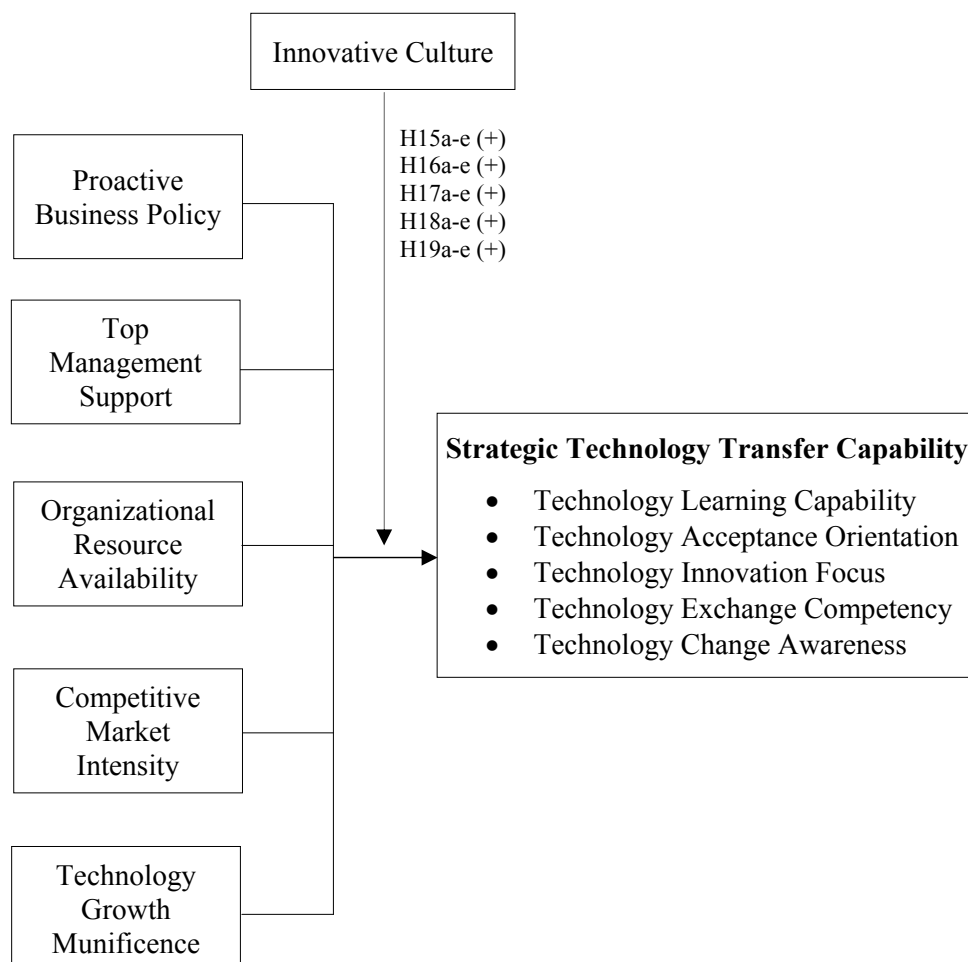 Innovative Culture
H15a-e (+)
H16a-e (+)
H17a-e (+)
H18a-e (+)
H19a-e (+)
Proactive
Business Policy
Top
Management
Support
Organizational
Resource
Availability
Competitive
Market
Intensity
Technology
Growth
Munificence
Strategic Technology Transfer Capability
• Technology Learning Capability
• Technology Acceptance Orientation
• Technology Innovation Focus
• Technology Exchange Competency
• Technology Change Awareness